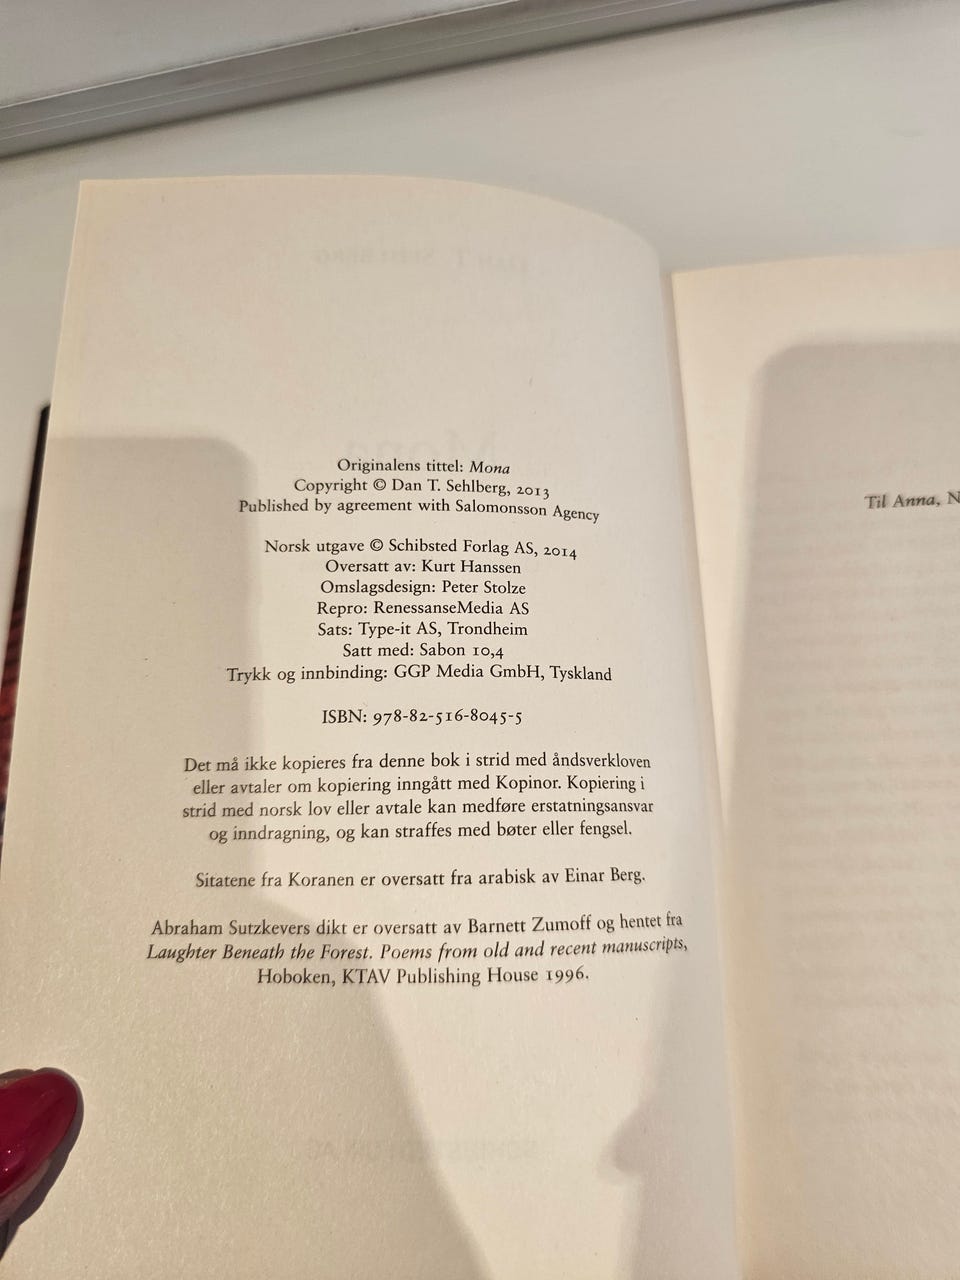 Originalens tittel: Mona
Copyright © Dan T. Sehlberg, 2013
Published by agreement with Salomonsson Agency
Norsk utgave © Schibsted Forlag AS, 2014
Oversatt av: Kurt Hanssen
Omslagsdesign: Peter Stolze
Repro: RenessanseMedia AS
Sats: Type-it AS, Trondheim
Satt med: Sabon 10,4
Trykk og innbinding: GGP Media GmbH, Tyskland
ISBN: 978-82-516-8045-5
Det må ikke kopieres fra denne bok i strid med åndsverkloven
eller avtaler om kopiering inngått med Kopinor. Kopiering i
strid med norsk lov eller avtale kan medføre erstatningsansvar
og inndragning, og kan straffes med bøter eller fengsel.
Sitatene fra Koranen er oversatt fra arabisk av Einar Berg.
Abraham Sutzkevers dikt er oversatt av Barnett Zumoff og hentet fra
Laughter Beneath the Forest. Poems from old and recent manuscripts,
Hoboken, KTAV Publishing House 1996.
Til Anna, N